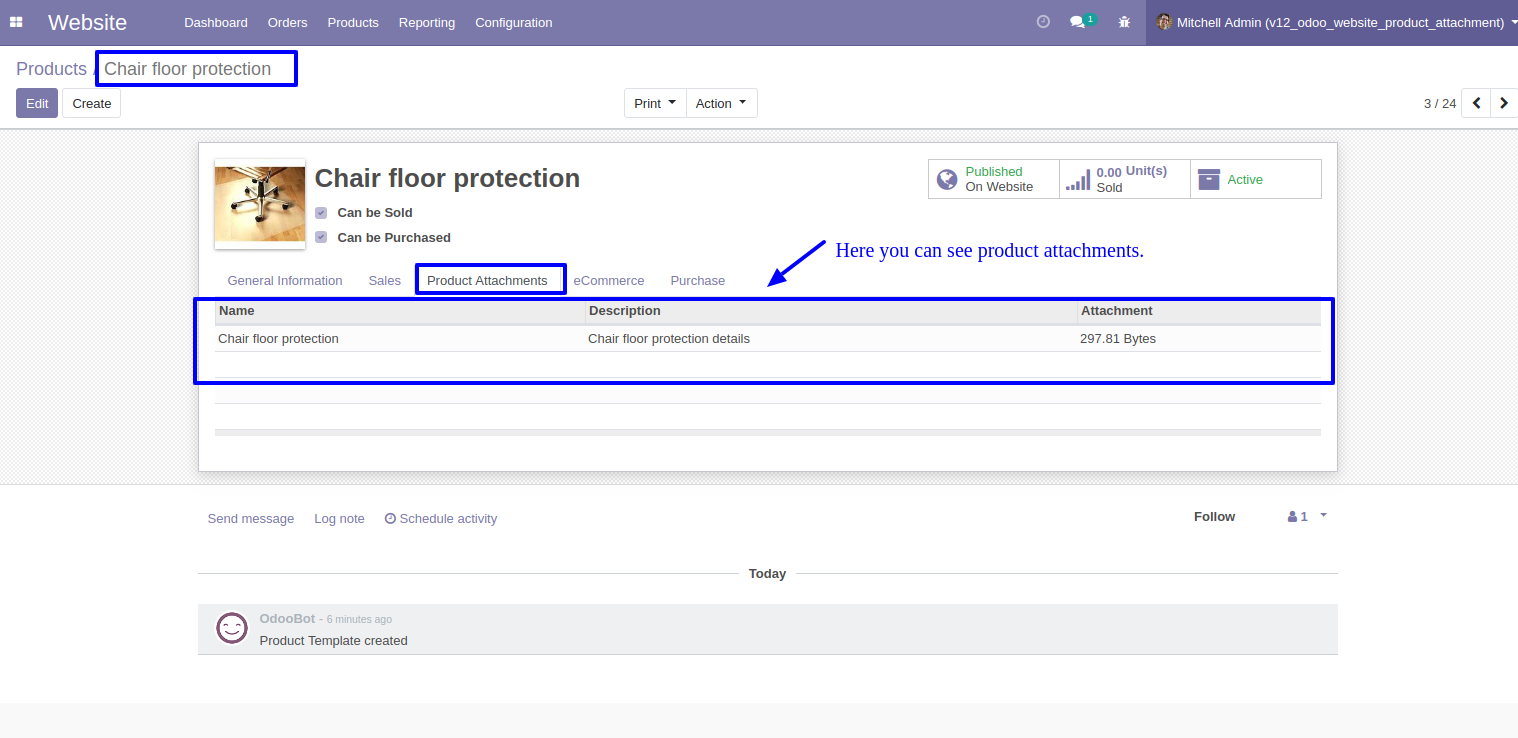 Website Dashboard Orders Products Reporting Configuration 1 Mitchell Admin (v12_odoo_website_product_attachment)
Products / Chair floor protection
Edit Create Print Action 3 / 24
Chair floor protection
Published
On Website
0.00 Unit(s)
Sold
Active
Can be Sold
Can be Purchased
Here you can see product attachments.
General Information Sales Product Attachments eCommerce Purchase
Name Description Attachment
Chair floor protection Chair floor protection details 297.81 Bytes
Send message Log note Schedule activity Follow 1
Today
OdooBot - 6 minutes ago
Product Template created